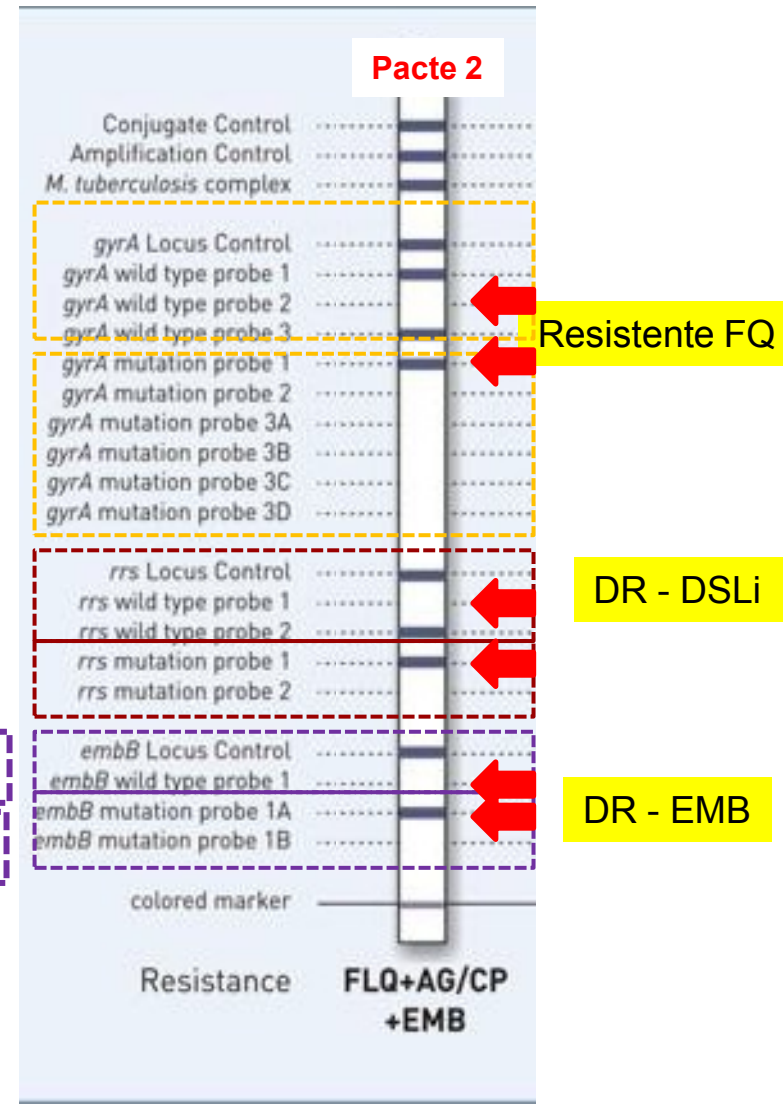 Pacte 2
Conjugate Control
Amplification Control
M. tuberculosis complex
gyrA Locus Control
gyrA wild type probe 1
gyrA wild type probe 2
gyrA wild type probe 3
Resistente FQ
gyrA mutation probe 1
gyrA mutation probe 2
gyrA mutation probe 3A
gyrA mutation probe 3B
gyrA mutation probe 3C
gyrA mutation probe 3D
rrs Locus Control
rrs wild type probe 1
DR - DSLi
rrs wild type probe 2
rrs mutation probe 1
rrs mutation probe 2
embB Locus Control
embB wild type probe 1
embB mutation probe 1A
DR - EMB
embB mutation probe 1B
colored marker
Resistance FLQ+AG/CP
+EMB